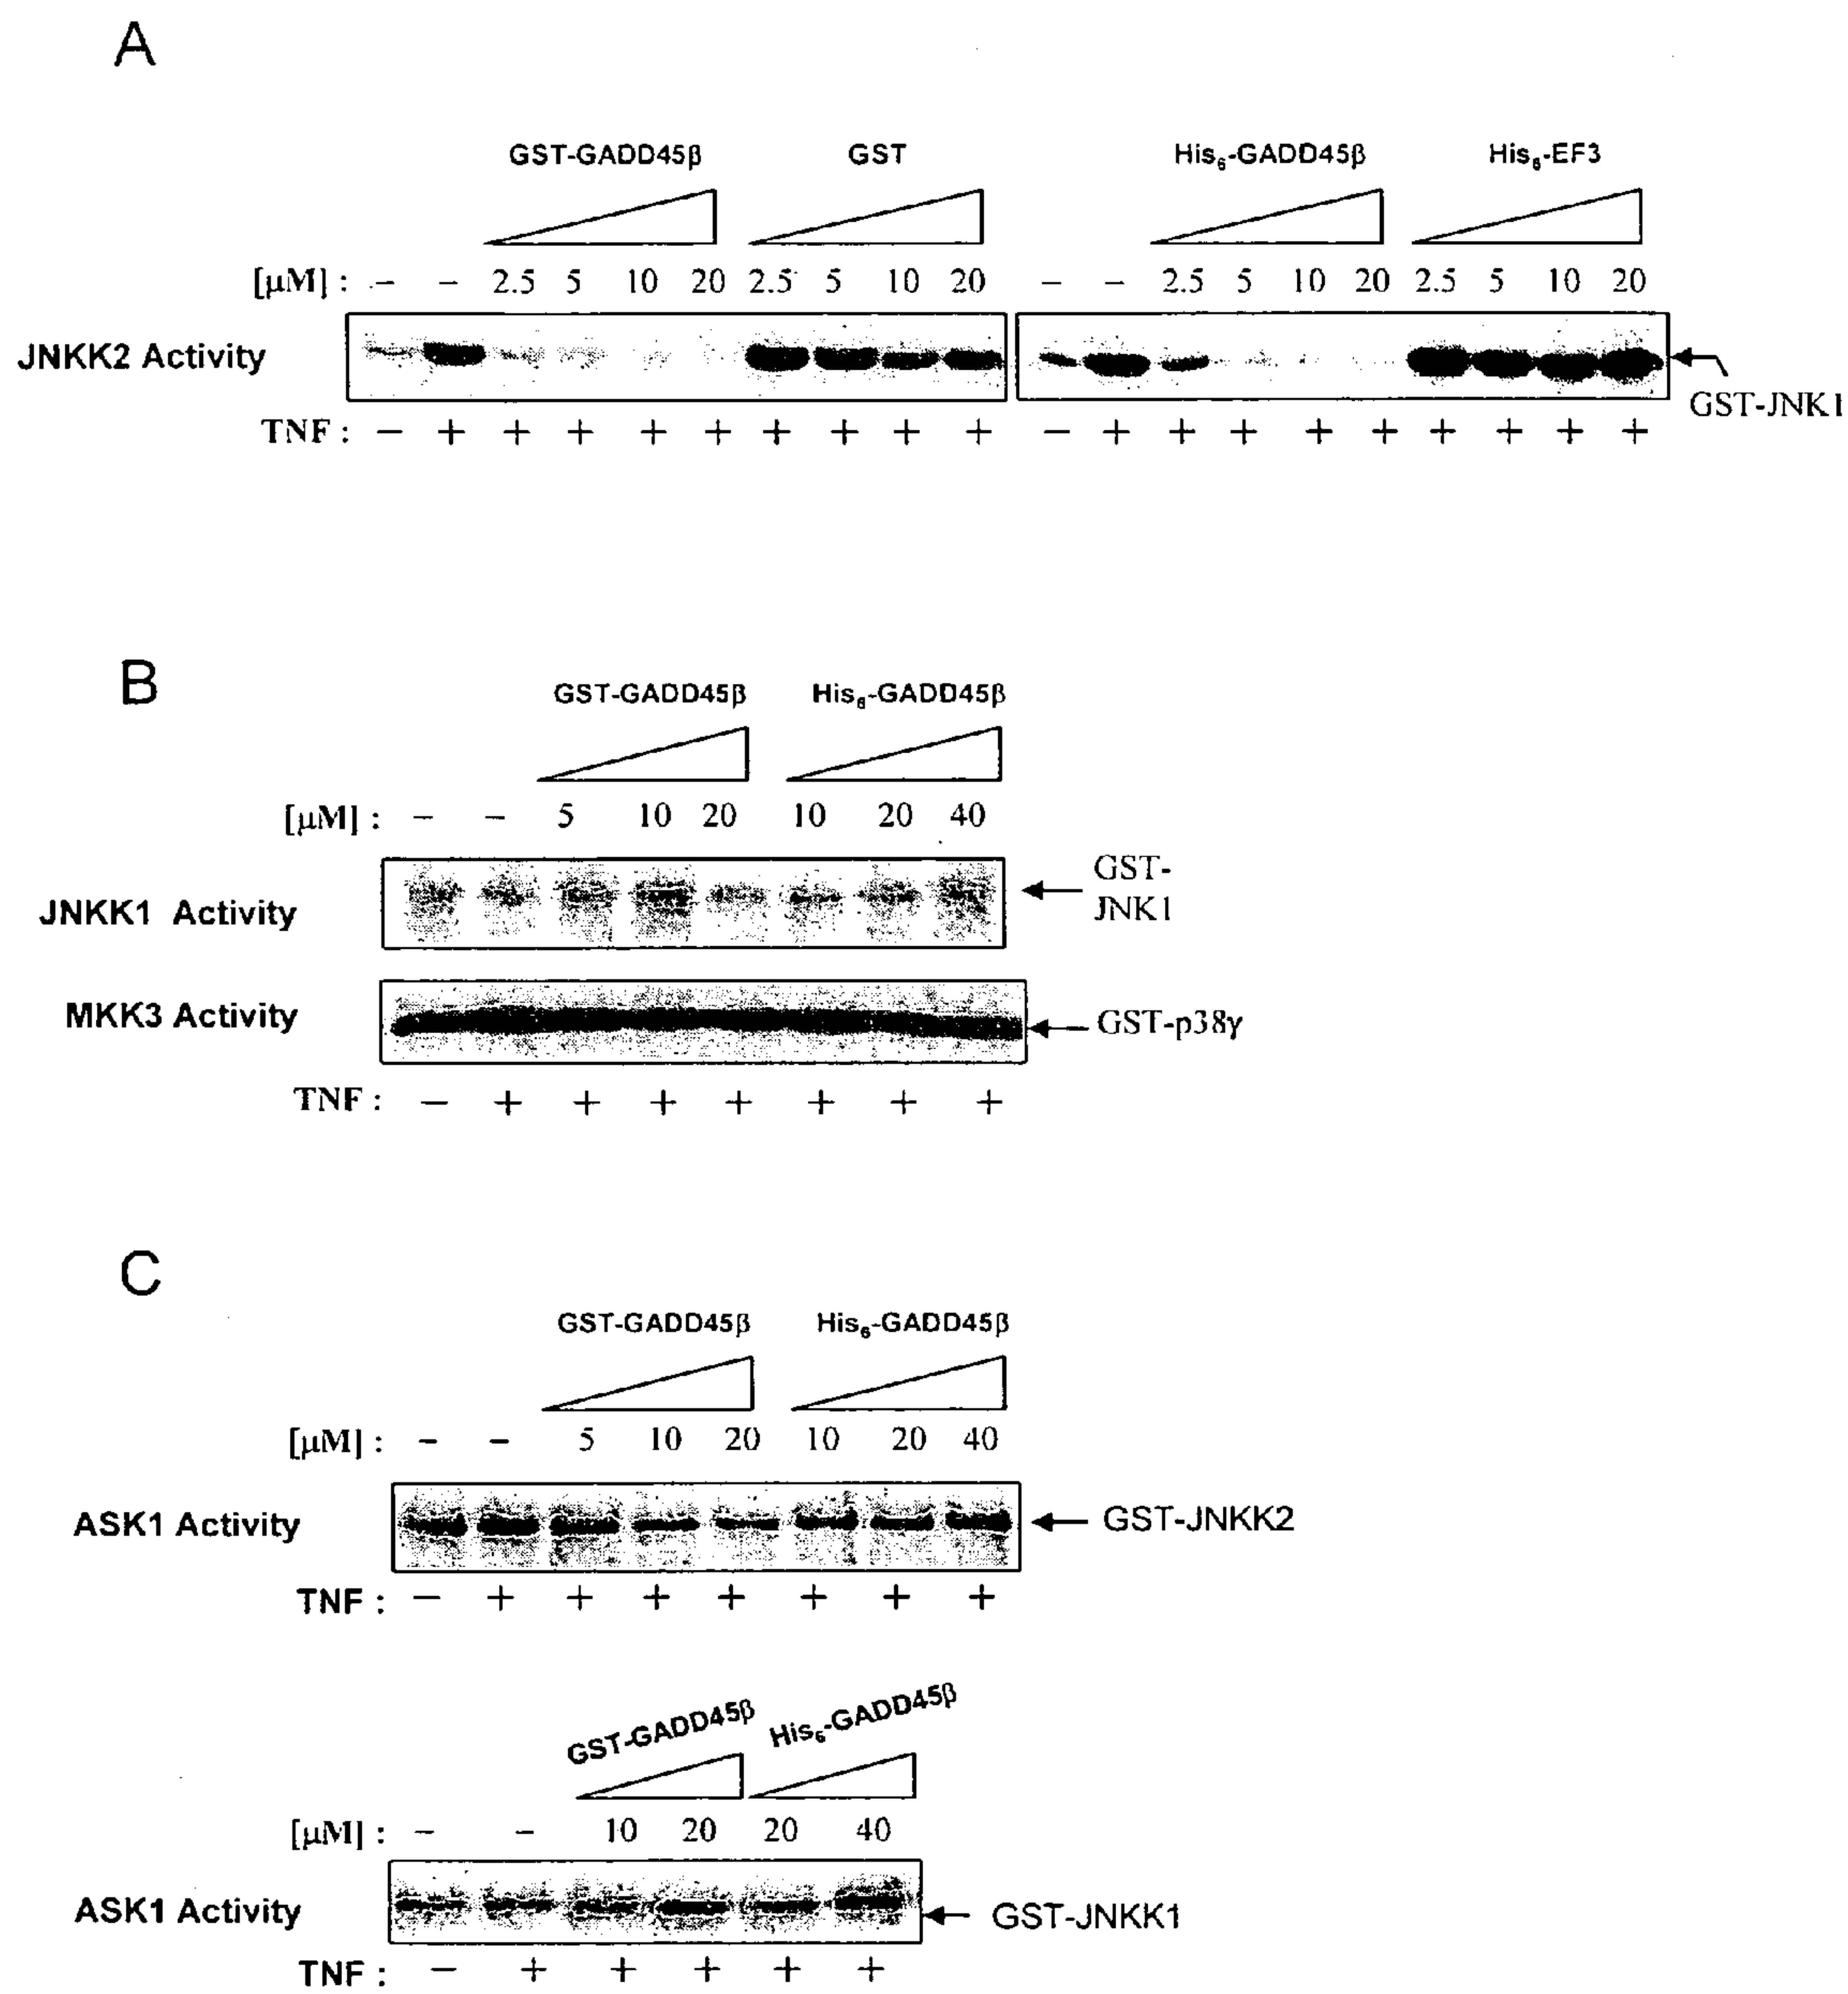 A
GST-GADD45β GST His6-GADD45β His6-EF3
[µM] : – – 2.5 5 10 20 2.5 5 10 20 – – 2.5 5 10 20 2.5 5 10 20
JNKK2 Activity
GST-JNK1
TNF : – + + + + + + + + + – + + + + + + + + +
B
GST-GADD45β His6-GADD45β
[µM] : – – 5 10 20 10 20 40
JNKK1 Activity
GST-
JNK1
MKK3 Activity
GST-p38γ
TNF : – + + + + + + +
C
GST-GADD45β His6-GADD45β
[µM] : – – 5 10 20 10 20 40
ASK1 Activity
GST-JNKK2
TNF : – + + + + + + +
GST-GADD45β His6-GADD45β
[µM] : – – 10 20 20 40
ASK1 Activity
GST-JNKK1
TNF : – + + + + +